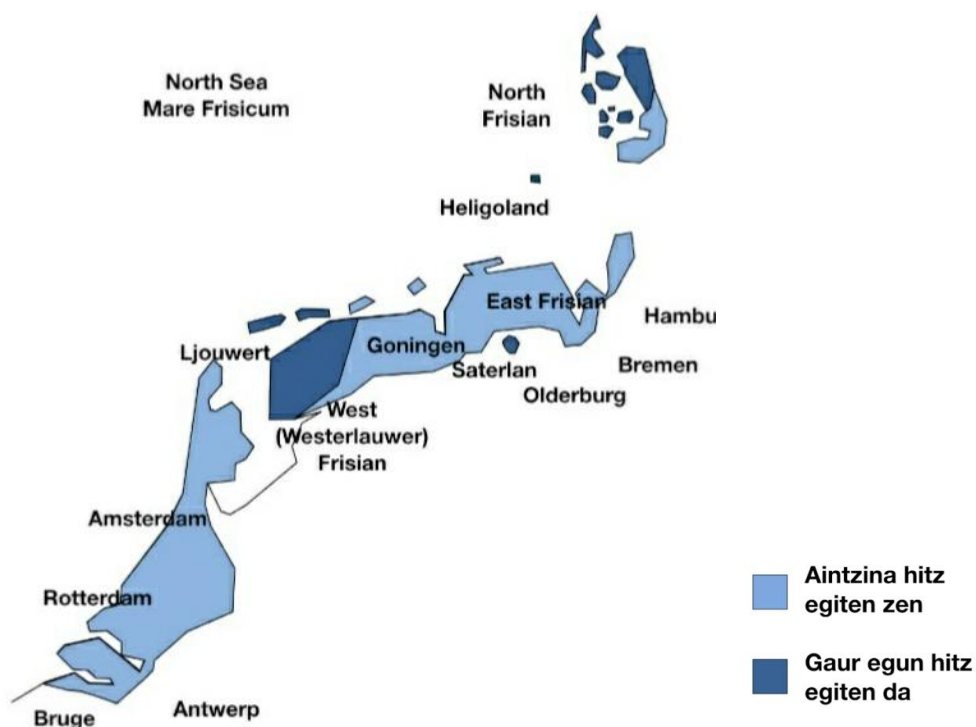 North Sea
Mare Frisicum
North
Frisian
Heligoland
East Frisian
Hambu
Ljouwert
Goningen
Saterlan
Bremen
Olderburg
West
(Westerlauwer)
Frisian
Amsterdam
Rotterdam
Aintzina hitz
egiten zen
Gaur egun hitz
egiten da
Antwerp
Bruge